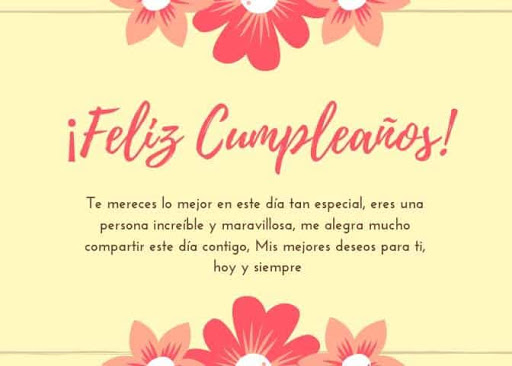 ¡Feliz Cumpleaños!
Te mereces lo mejor en este día tan especial, eres una
persona increíble y maravillosa, me alegra mucho
compartir este día contigo, Mis mejores deseos para ti,
hoy y siempre